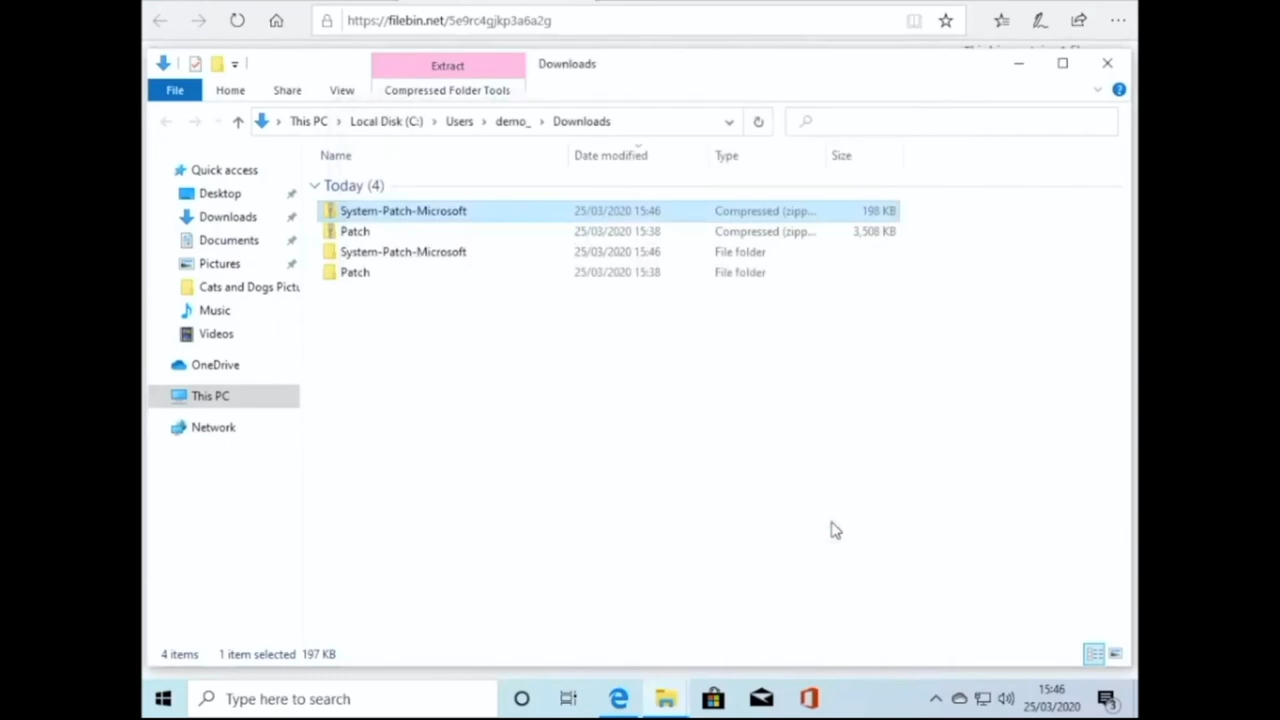 https://filebin.net/5e9rc4gjkp3a6a2g
Extract
Downloads
File
Home
Share
View
Compressed Folder Tools
This PC
Local Disk (C:)
Users
demo_
Downloads
Name
Date modified
Type
Size
Quick access
Desktop
Downloads
Documents
Pictures
Cats and Dogs Pictu
Music
Videos
OneDrive
This PC
Network
Today (4)
System-Patch-Microsoft 25/03/2020 15:46 Compressed (zipp... 198 KB
Patch 25/03/2020 15:38 Compressed (zipp... 3,508 KB
System-Patch-Microsoft 25/03/2020 15:46 File folder
Patch 25/03/2020 15:38 File folder
4 items
1 item selected 197 KB
Type here to search
15:46
25/03/2020
3